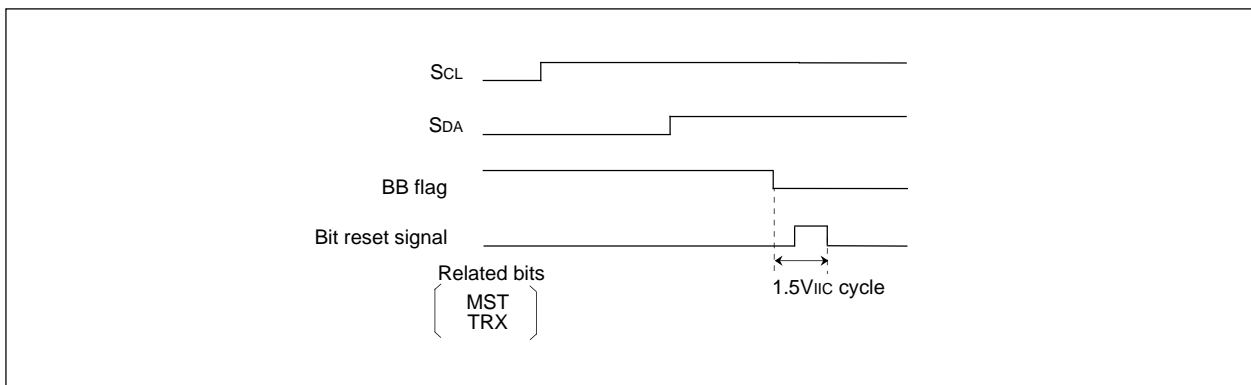 SCL
SDA
BB flag
Bit reset signal
Related bits
MST
TRX
1.5VIIC cycle